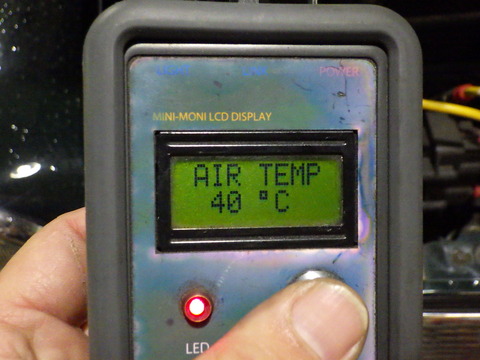 POWER
MINI-MONI LCD DISPLAY
AIR TEMP
40 °C
LED